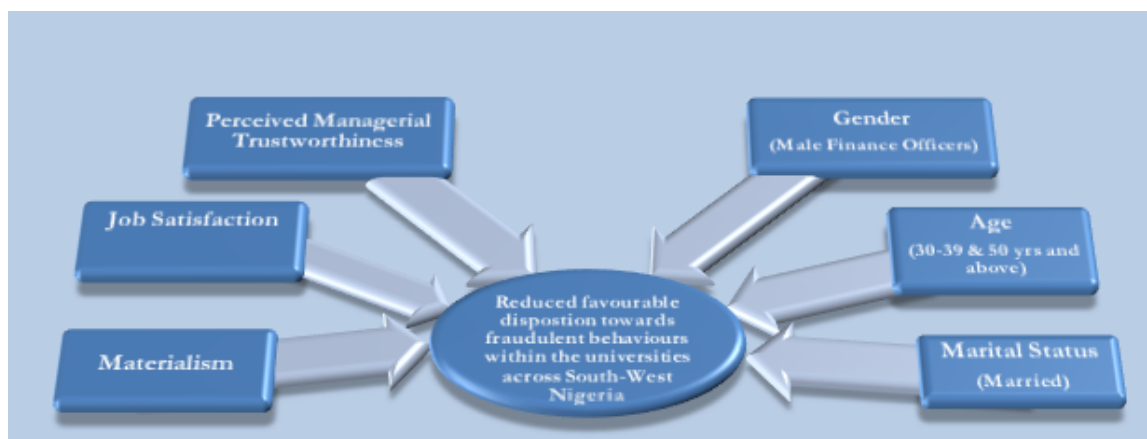 Perceived Managerial
Trustworthiness
Gender
(Male Finance Officers)
Job Satisfaction
Age
(30-39 & 50 yrs and
above)
Reduced favourable
dispostion towards
fraudulent behaviours
within the universities
across South-West
Nigeria
Materialism
Marital Status
(Married)